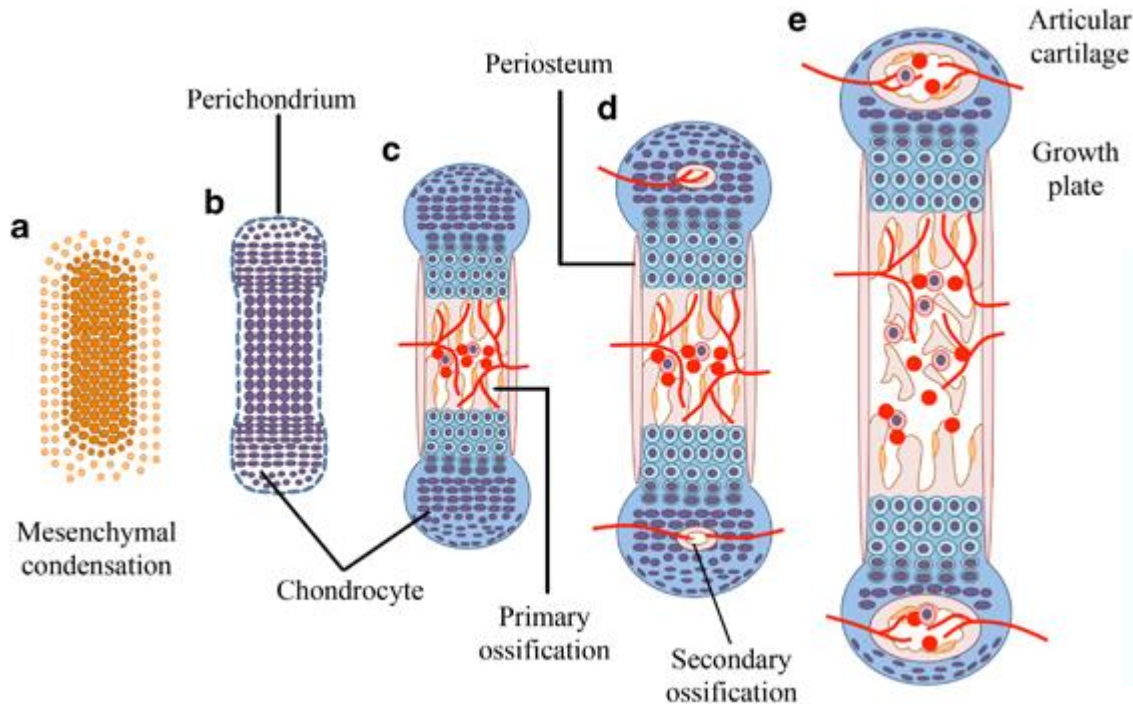 e
Articular
cartilage
Periosteum
Perichondrium
d
c
Growth
plate
b
a
Mesenchymal
condensation
Chondrocyte
Primary
ossification
Secondary
ossification